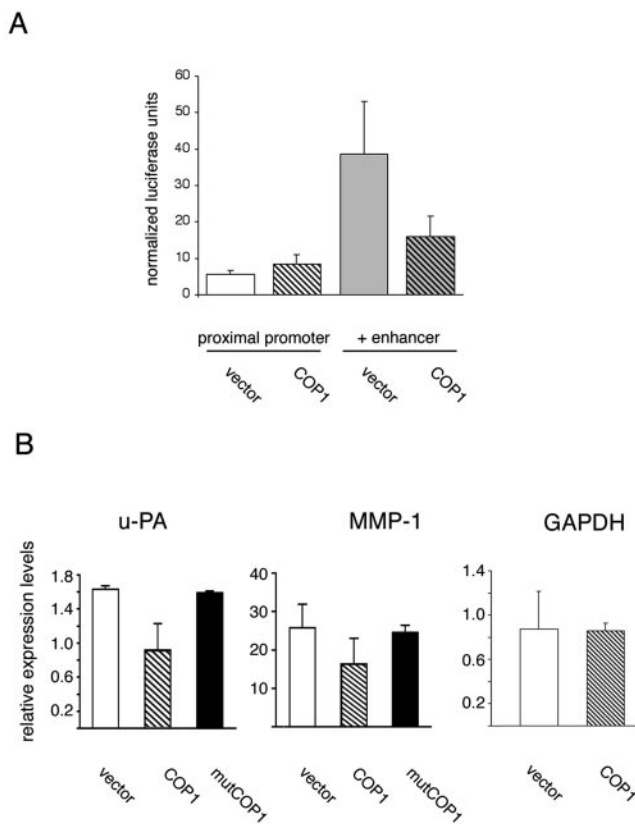 A
normalized luciferase units
60
50
40
30
20
10
0
proximal promoter
+ enhancer
vector
COP1
vector
COP1
B
u-PA
MMP-1
GAPDH
relative expression levels
1.8
1.4
1.0
0.6
0.2
40
30
20
10
1.4
1.0
0.6
0.2
vector
COP1
mutCOP1
vector
COP1
mutCOP1
vector
COP1